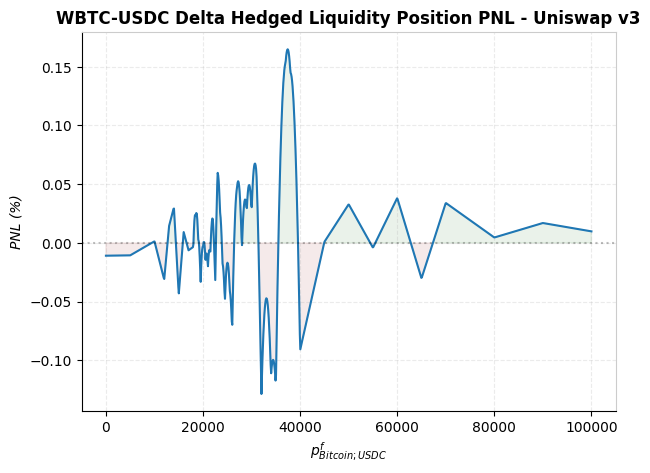 WBTC-USDC Delta Hedged Liquidity Position PNL - Uniswap v3
PNL (%)
0.15
0.10
0.05
0.00
−0.05
−0.10
0 20000 40000 60000 80000 100000
p^f_{Bitcoin;USDC}